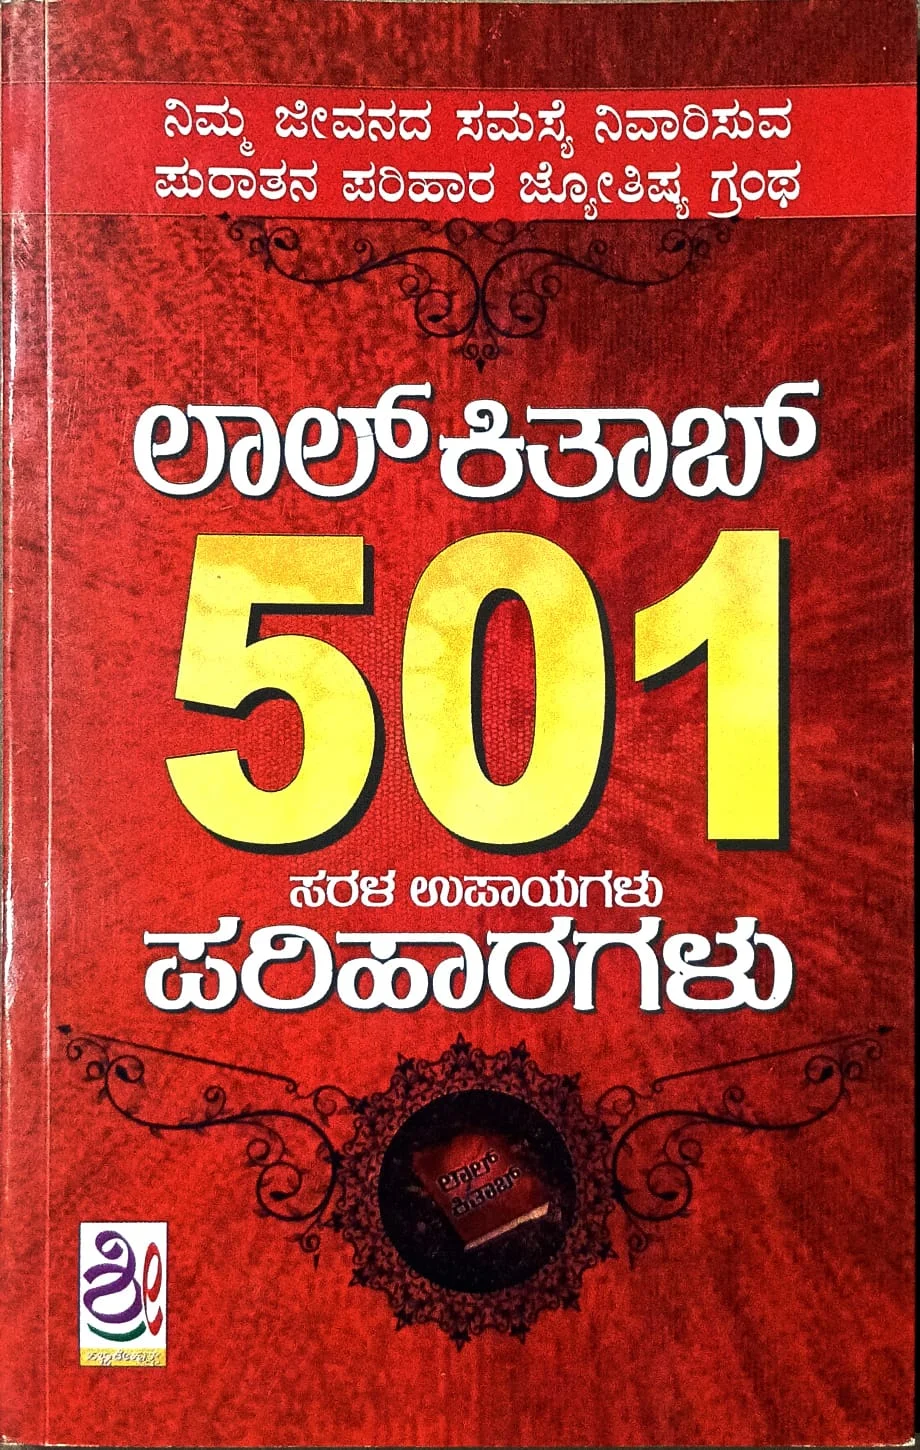 ನಿಮ್ಮ ಜೀವನದ ಸಮಸ್ಯೆ ನಿವಾರಿಸುವ
ಪುರಾತನ ಪರಿಹಾರ ಜ್ಯೋತಿಷ್ಯ ಗ್ರಂಥ
ಲಾಲ್ ಕಿತಾಬ್
501
ಸರಳ ಉಪಾಯಗಳು
ಪರಿಹಾರಗಳು
ಲಾಲ್
ಕಿತಾಬ್
ಶ್ರೀ